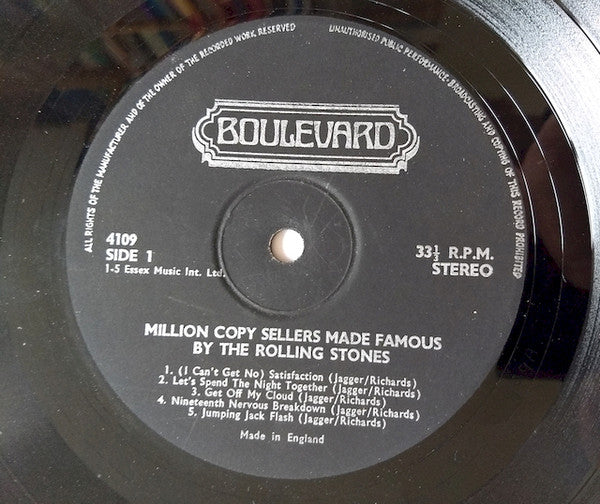 ALL RIGHTS OF THE MANUFACTURER, AND OF THE OWNER OF THE RECORDED WORK RESERVED
UNAUTHORISED PUBLIC PERFORMANCE BROADCASTING AND COPYING OF THIS RECORD PROHIBITED
BOULEVARD
4109
SIDE 1
1-5 Essex Music Int. Ltd.
33⅓ R.P.M.
STEREO
MILLION COPY SELLERS MADE FAMOUS
BY THE ROLLING STONES
1. (I Can't Get No) Satisfaction (Jagger/Richards)
2. Let's Spend The Night Together (Jagger/Richards)
3. Get Off My Cloud (Jagger/Richards)
4. Nineteenth Nervous Breakdown (Jagger/Richards)
5. Jumping Jack Flash (Jagger/Richards)
Made in England